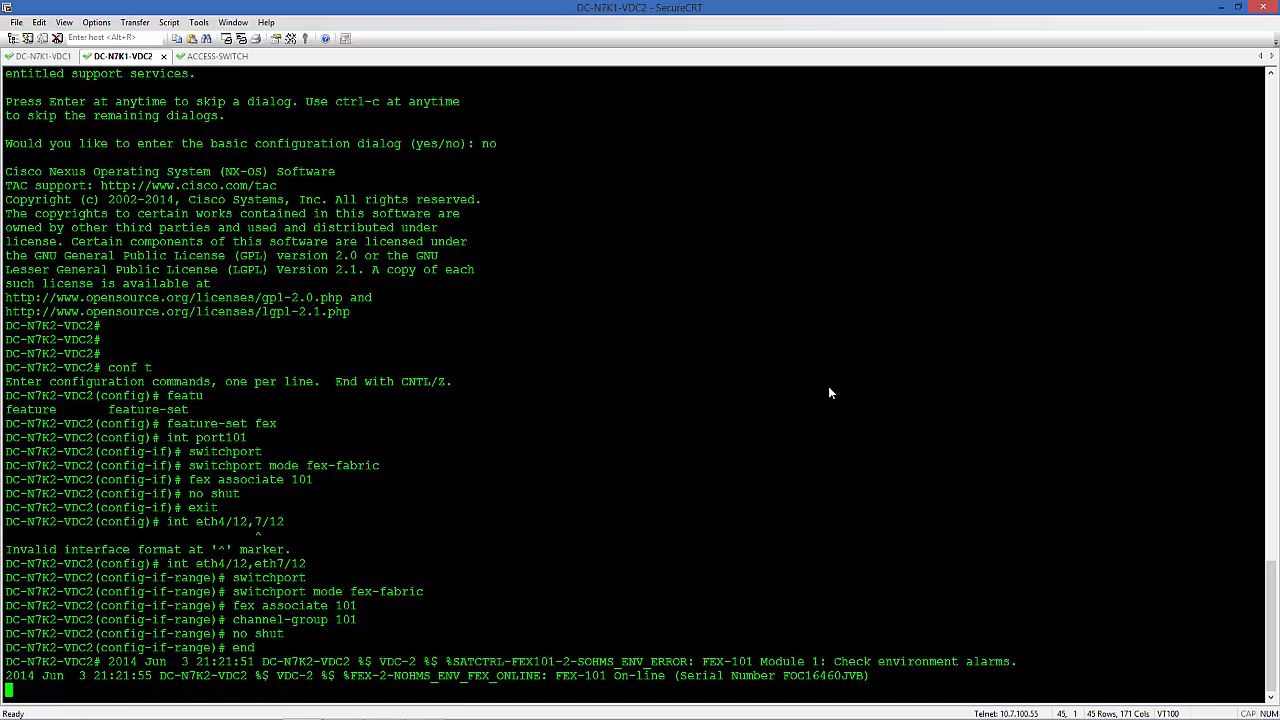 DC-N7K1-VDC2 - SecureCRT
File Edit View Options Transfer Script Tools Window Help
Enter host <Alt+R>
DC-N7K1-VDC1 DC-N7K1-VDC2 ACCESS-SWITCH
entitled support services.
Press Enter at anytime to skip a dialog. Use ctrl-c at anytime
to skip the remaining dialogs.
Would you like to enter the basic configuration dialog (yes/no): no
Cisco Nexus Operating System (NX-OS) Software
TAC support: http://www.cisco.com/tac
Copyright (c) 2002-2014, Cisco Systems, Inc. All rights reserved.
The copyrights to certain works contained in this software are
owned by other third parties and used and distributed under
license. Certain components of this software are licensed under
the GNU General Public License (GPL) version 2.0 or the GNU
Lesser General Public License (LGPL) Version 2.1. A copy of each
such license is available at
http://www.opensource.org/licenses/gpl-2.0.php and
http://www.opensource.org/licenses/lgpl-2.1.php
DC-N7K2-VDC2#
DC-N7K2-VDC2#
DC-N7K2-VDC2#
DC-N7K2-VDC2# conf t
Enter configuration commands, one per line.  End with CNTL/Z.
DC-N7K2-VDC2(config)# featu
feature feature-set
DC-N7K2-VDC2(config)# feature-set fex
DC-N7K2-VDC2(config)# int port101
DC-N7K2-VDC2(config-if)# switchport
DC-N7K2-VDC2(config-if)# switchport mode fex-fabric
DC-N7K2-VDC2(config-if)# fex associate 101
DC-N7K2-VDC2(config-if)# no shut
DC-N7K2-VDC2(config-if)# exit
DC-N7K2-VDC2(config)# int eth4/12,7/12
^
Invalid interface format at '^' marker.
DC-N7K2-VDC2(config)# int eth4/12,eth7/12
DC-N7K2-VDC2(config-if-range)# switchport
DC-N7K2-VDC2(config-if-range)# switchport mode fex-fabric
DC-N7K2-VDC2(config-if-range)# fex associate 101
DC-N7K2-VDC2(config-if-range)# channel-group 101
DC-N7K2-VDC2(config-if-range)# no shut
DC-N7K2-VDC2(config-if-range)# end
DC-N7K2-VDC2# 2014 Jun  3 21:21:51 DC-N7K2-VDC2 %$ VDC-2 %$ %SATCTRL-FEX101-2-SOHMS_ENV_ERROR: FEX-101 Module 1: Check environment alarms.
2014 Jun  3 21:21:55 DC-N7K2-VDC2 %$ VDC-2 %$ %FEX-2-NOHMS_ENV_FEX_ONLINE: FEX-101 On-line (Serial Number FOC16460JVB)
Ready Telnet: 10.7.100.55 45, 1 45 Rows, 171 Cols VT100 CAP NUM